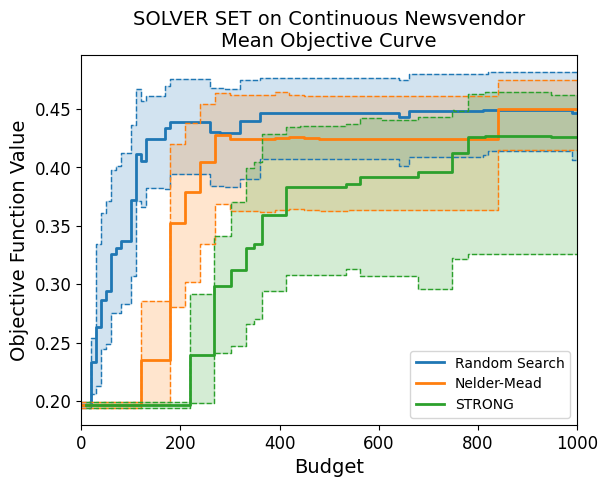 SOLVER SET on Continuous Newsvendor
Mean Objective Curve
Objective Function Value
0.45
0.40
0.35
0.30
0.25
0.20
0
200
400
600
800
1000
Budget
Random Search
Nelder-Mead
STRONG